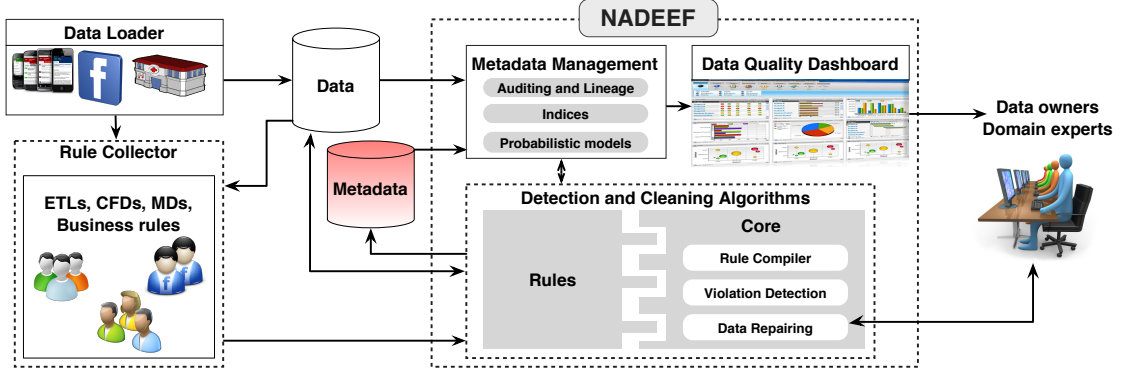 NADEEF
Data Loader
f
Data
Metadata Management
Auditing and Lineage
Indices
Probabilistic models
Data Quality Dashboard
Data owners
Domain experts
Rule Collector
ETLs, CFDs, MDs,
Business rules
f
f
Metadata
Detection and Cleaning Algorithms
Rules
Core
Rule Compiler
Violation Detection
Data Repairing